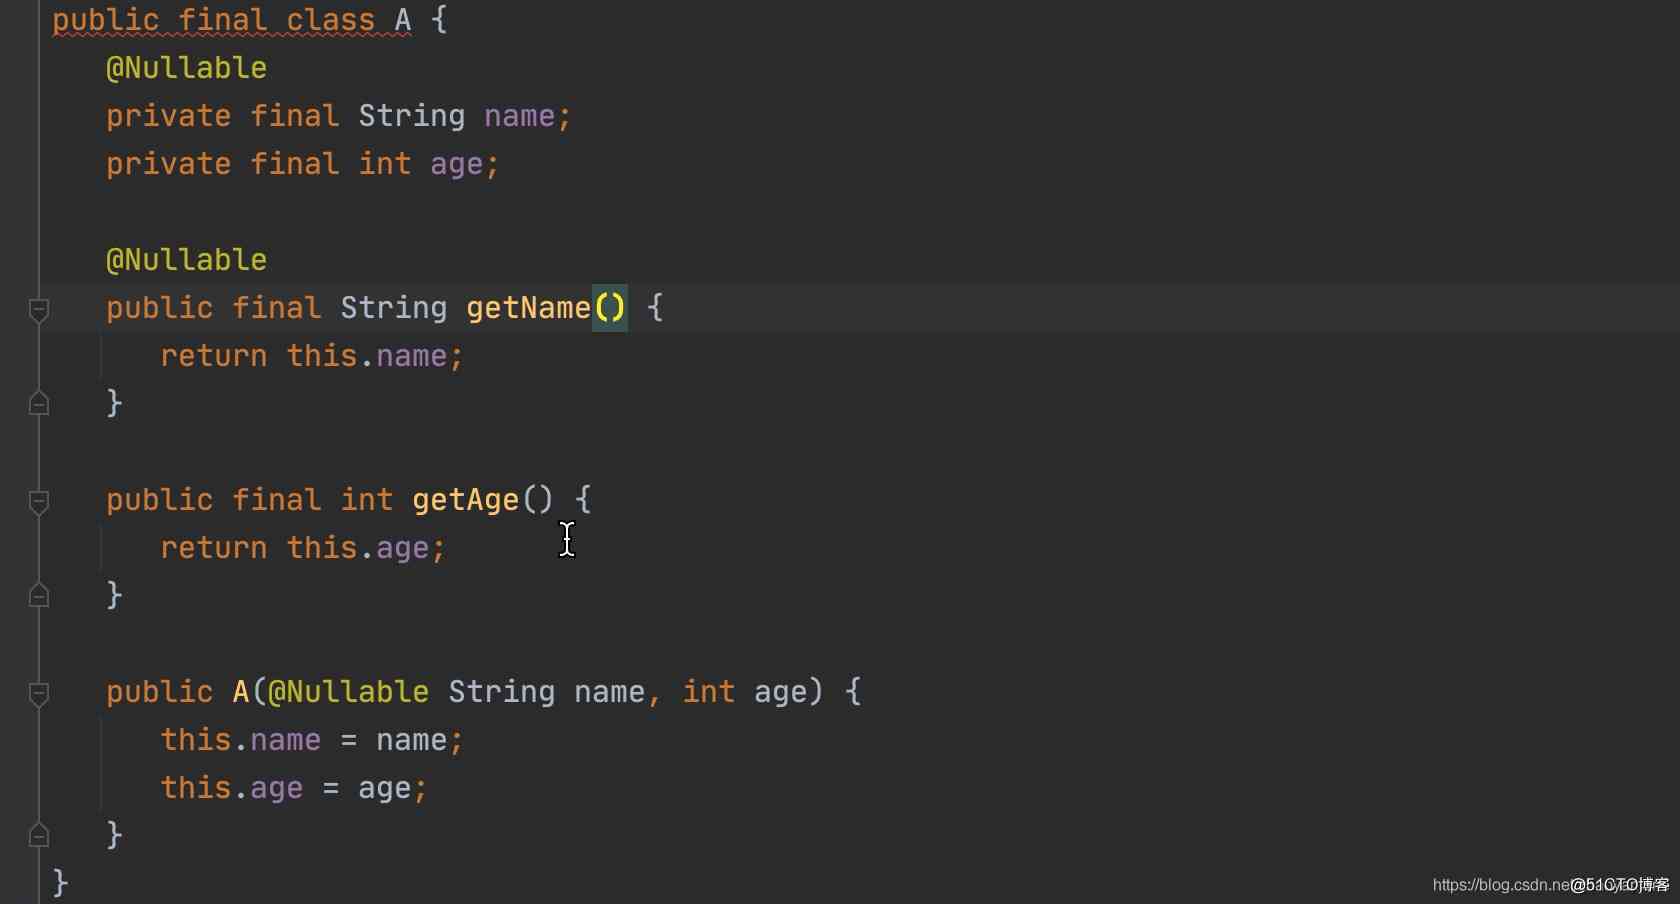 public final class A {
@Nullable
private final String name;
private final int age;
@Nullable
public final String getName() {
return this.name;
}
public final int getAge() {
return this.age;
}
public A(@Nullable String name, int age) {
this.name = name;
this.age = age;
}
}
https://blog.csdn.net
@51CTO博客